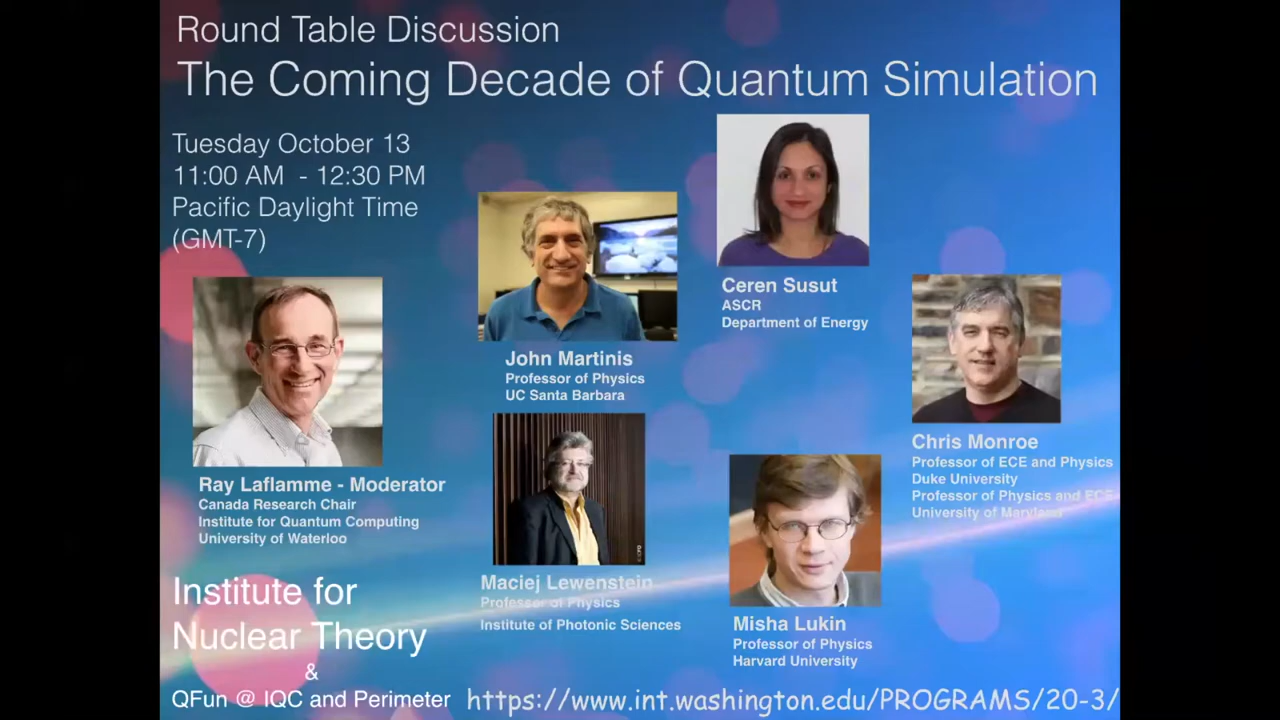 Round Table Discussion
The Coming Decade of Quantum Simulation
Tuesday October 13
11:00 AM - 12:30 PM
Pacific Daylight Time
(GMT-7)
Ray Laflamme - Moderator
Canada Research Chair
Institute for Quantum Computing
University of Waterloo
John Martinis
Professor of Physics
UC Santa Barbara
Ceren Susut
ASCR
Department of Energy
Chris Monroe
Professor of ECE and Physics
Duke University
Professor of Physics and ECE
University of Maryland
Maciej Lewenstein
Professor of Physics
Institute of Photonic Sciences
Misha Lukin
Professor of Physics
Harvard University
Institute for
Nuclear Theory
&
QFun @ IQC and Perimeter
https://www.int.washington.edu/PROGRAMS/20-3/